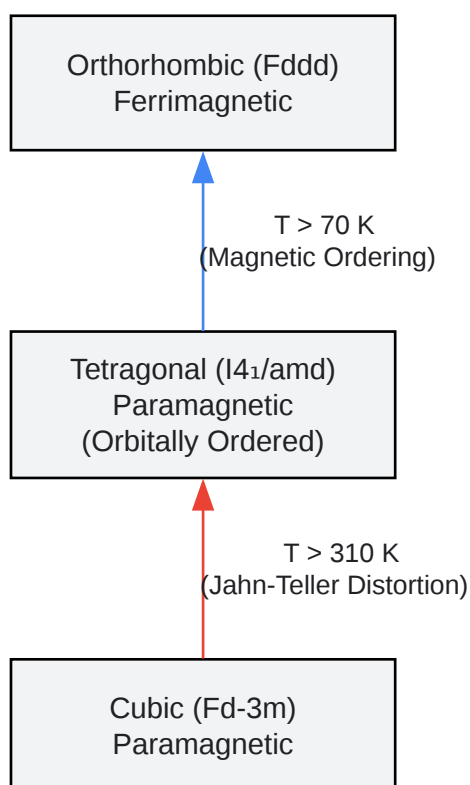 Orthorhombic (Fddd)
Ferrimagnetic
T > 70 K
(Magnetic Ordering)
Tetragonal (I4₁/amd)
Paramagnetic
(Orbitally Ordered)
T > 310 K
(Jahn-Teller Distortion)
Cubic (Fd-3m)
Paramagnetic